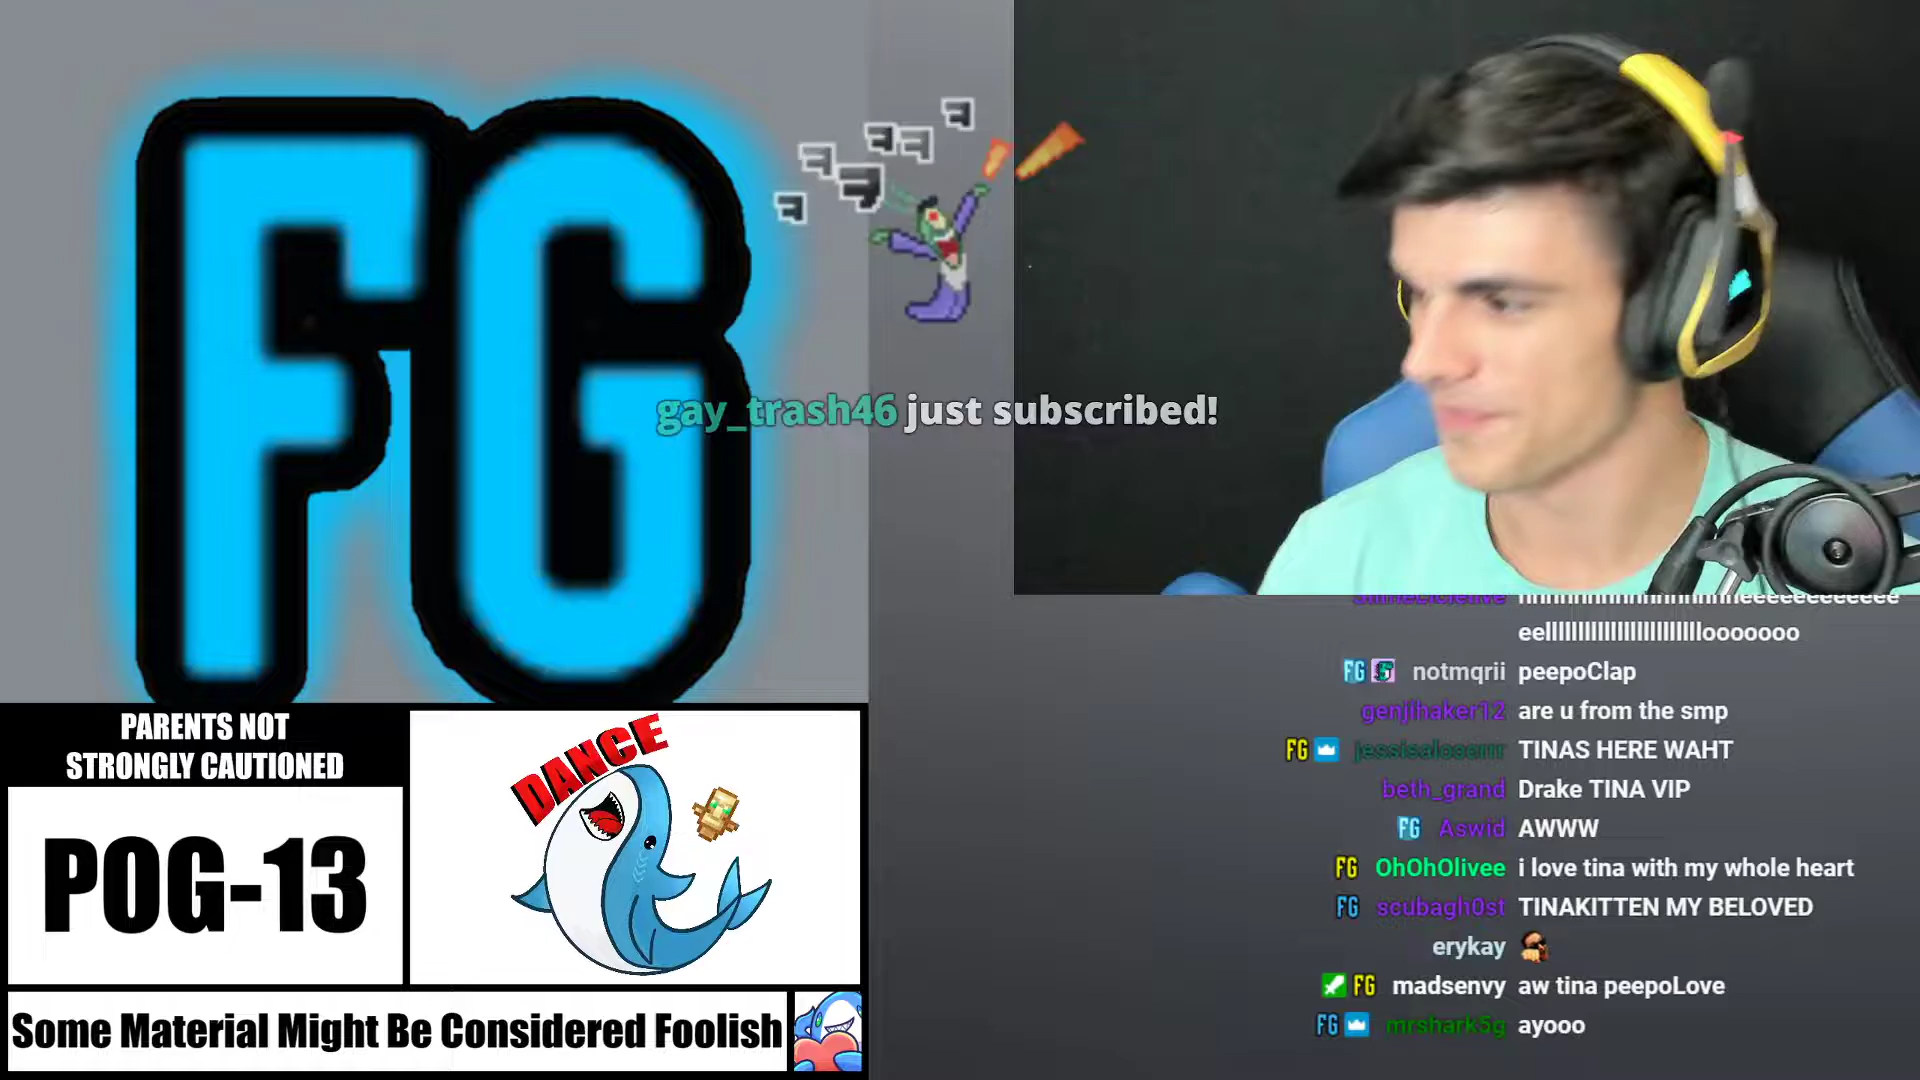 FG
gay_trash46 just subscribed!
eelllllllllllllllllllllllllooooooo
FG notmqrii peepoClap
genjihaker12 are u from the smp
FG jessisalooerrr TINAS HERE WAHT
beth_grand Drake TINA VIP
FG Aswid AWWW
FG OhOhOlivee i love tina with my whole heart
FG scubagh0st TINAKITTEN MY BELOVED
erykay
FG madsenvy aw tina peepoLove
FG mrshark5g ayooo
PARENTS NOT
STRONGLY CAUTIONED
POG-13
DANCE
Some Material Might Be Considered Foolish